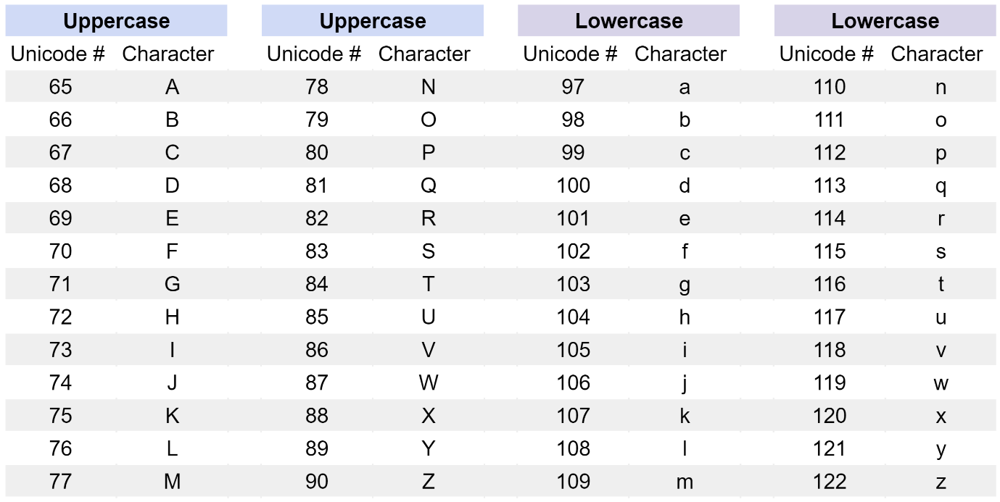 Uppercase Uppercase Lowercase Lowercase
Unicode # Character Unicode # Character Unicode # Character Unicode # Character
65 A 78 N 97 a 110 n
66 B 79 O 98 b 111 o
67 C 80 P 99 c 112 p
68 D 81 Q 100 d 113 q
69 E 82 R 101 e 114 r
70 F 83 S 102 f 115 s
71 G 84 T 103 g 116 t
72 H 85 U 104 h 117 u
73 I 86 V 105 i 118 v
74 J 87 W 106 j 119 w
75 K 88 X 107 k 120 x
76 L 89 Y 108 l 121 y
77 M 90 Z 109 m 122 z